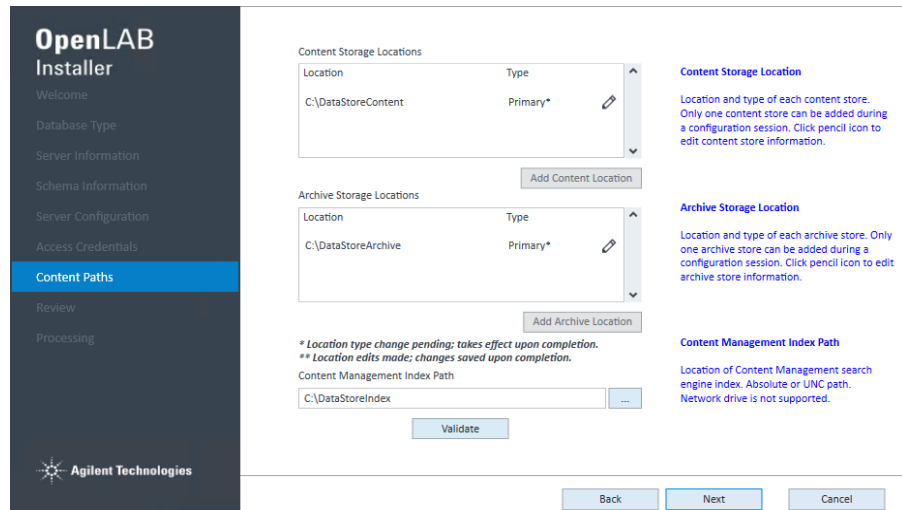 OpenLAB
Installer
Welcome
Database Type
Server Information
Schema Information
Server Configuration
Access Credentials
Content Paths
Review
Processing
Agilent Technologies
Content Storage Locations
Location Type
C:\DataStoreContent Primary*
Add Content Location
Archive Storage Locations
Location Type
C:\DataStoreArchive Primary*
Add Archive Location
* Location type change pending; takes effect upon completion.
** Location edits made; changes saved upon completion.
Content Management Index Path
C:\DataStoreIndex ...
Validate
Content Storage Location
Location and type of each content store.
Only one content store can be added during
a configuration session. Click pencil icon to
edit content store information.
Archive Storage Location
Location and type of each archive store. Only
one archive store can be added during a
configuration session. Click pencil icon to edit
archive store information.
Content Management Index Path
Location of Content Management search
engine index. Absolute or UNC path.
Network drive is not supported.
Back Next Cancel